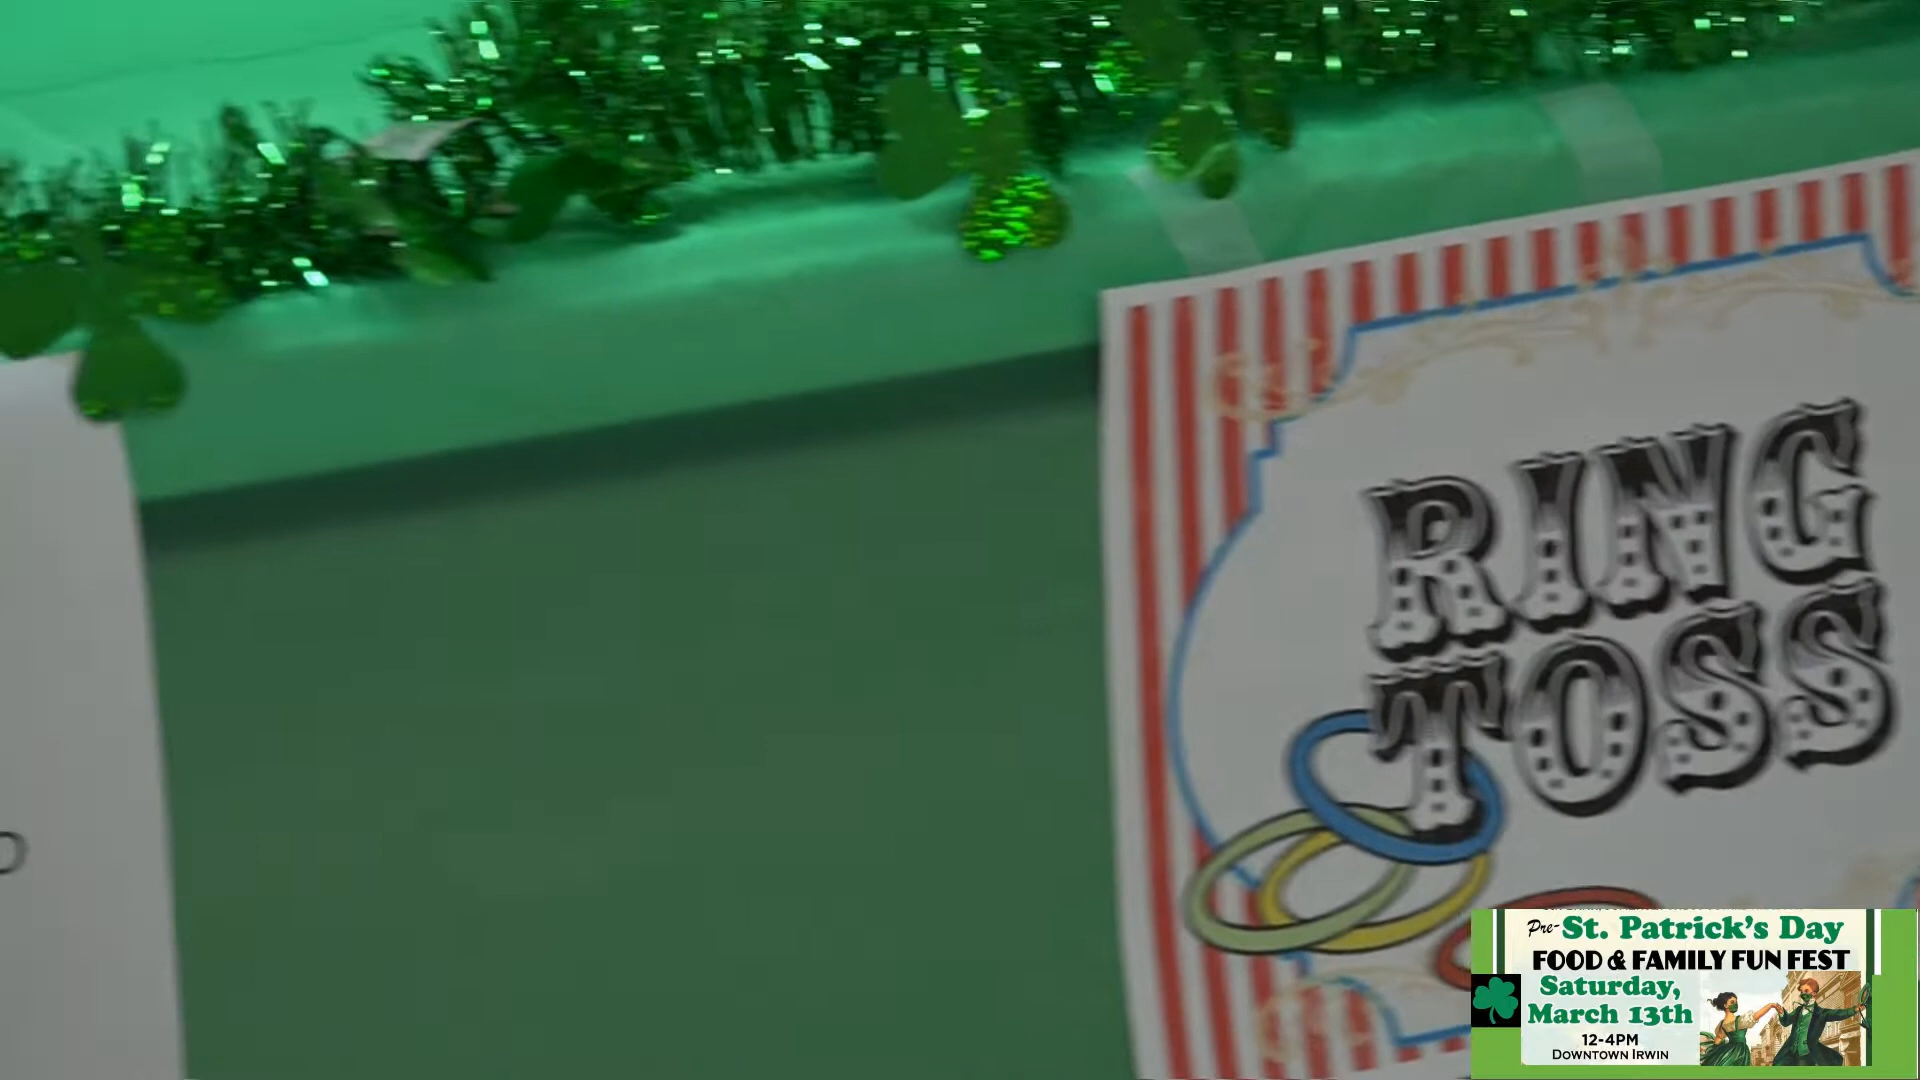 RING
TOSS
Pre-St. Patrick's Day
FOOD & FAMILY FUN FEST
Saturday,
March 13th
12-4PM
DOWNTOWN IRWIN